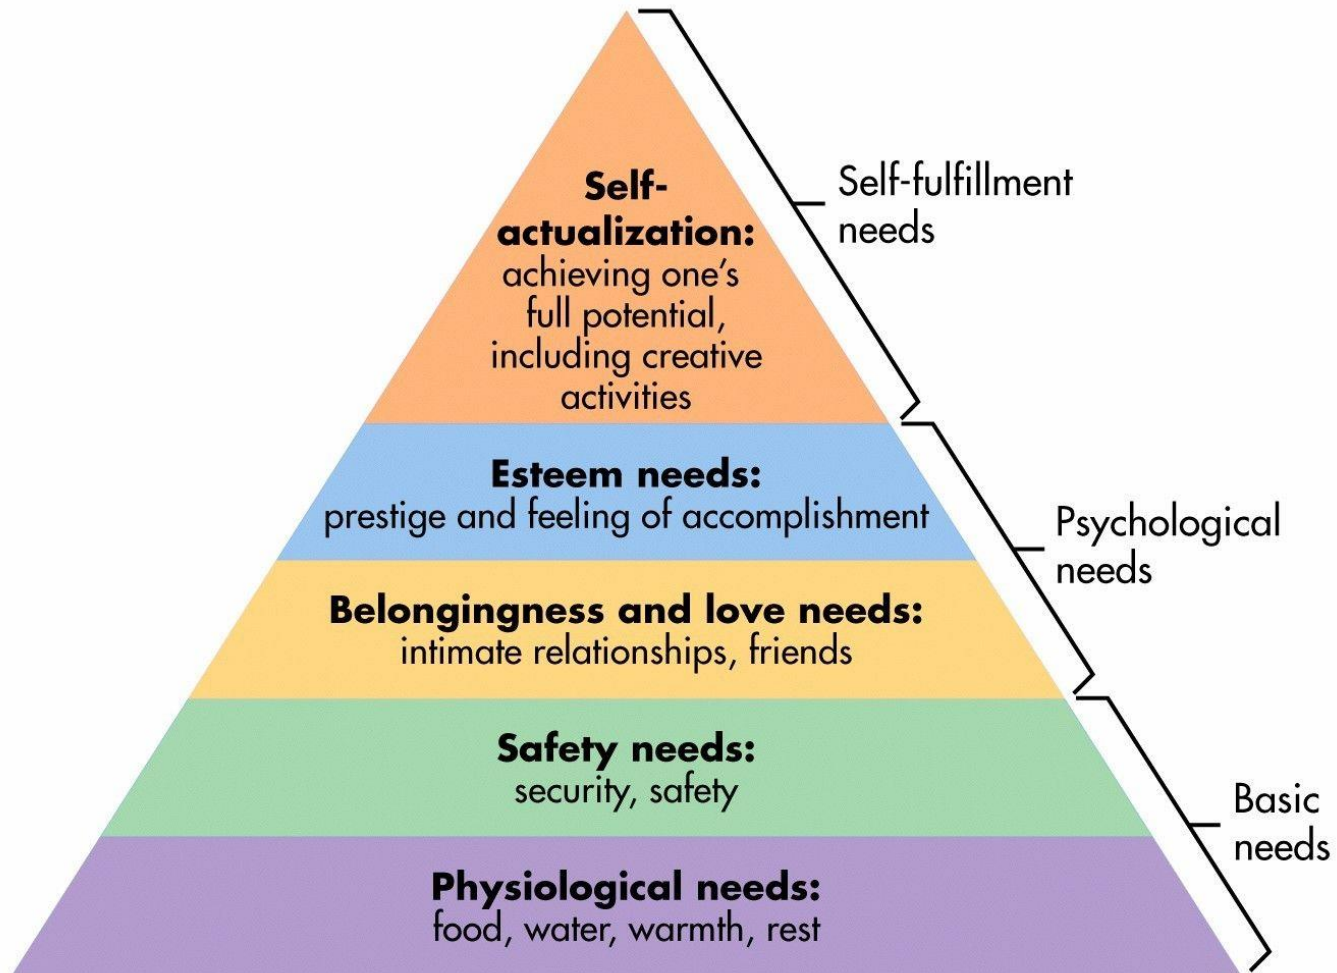 Self-
actualization:
achieving one's
full potential,
including creative
activities
Self-fulfillment
needs
Esteem needs:
prestige and feeling of accomplishment
Psychological
needs
Belongingness and love needs:
intimate relationships, friends
Safety needs:
security, safety
Basic
needs
Physiological needs:
food, water, warmth, rest